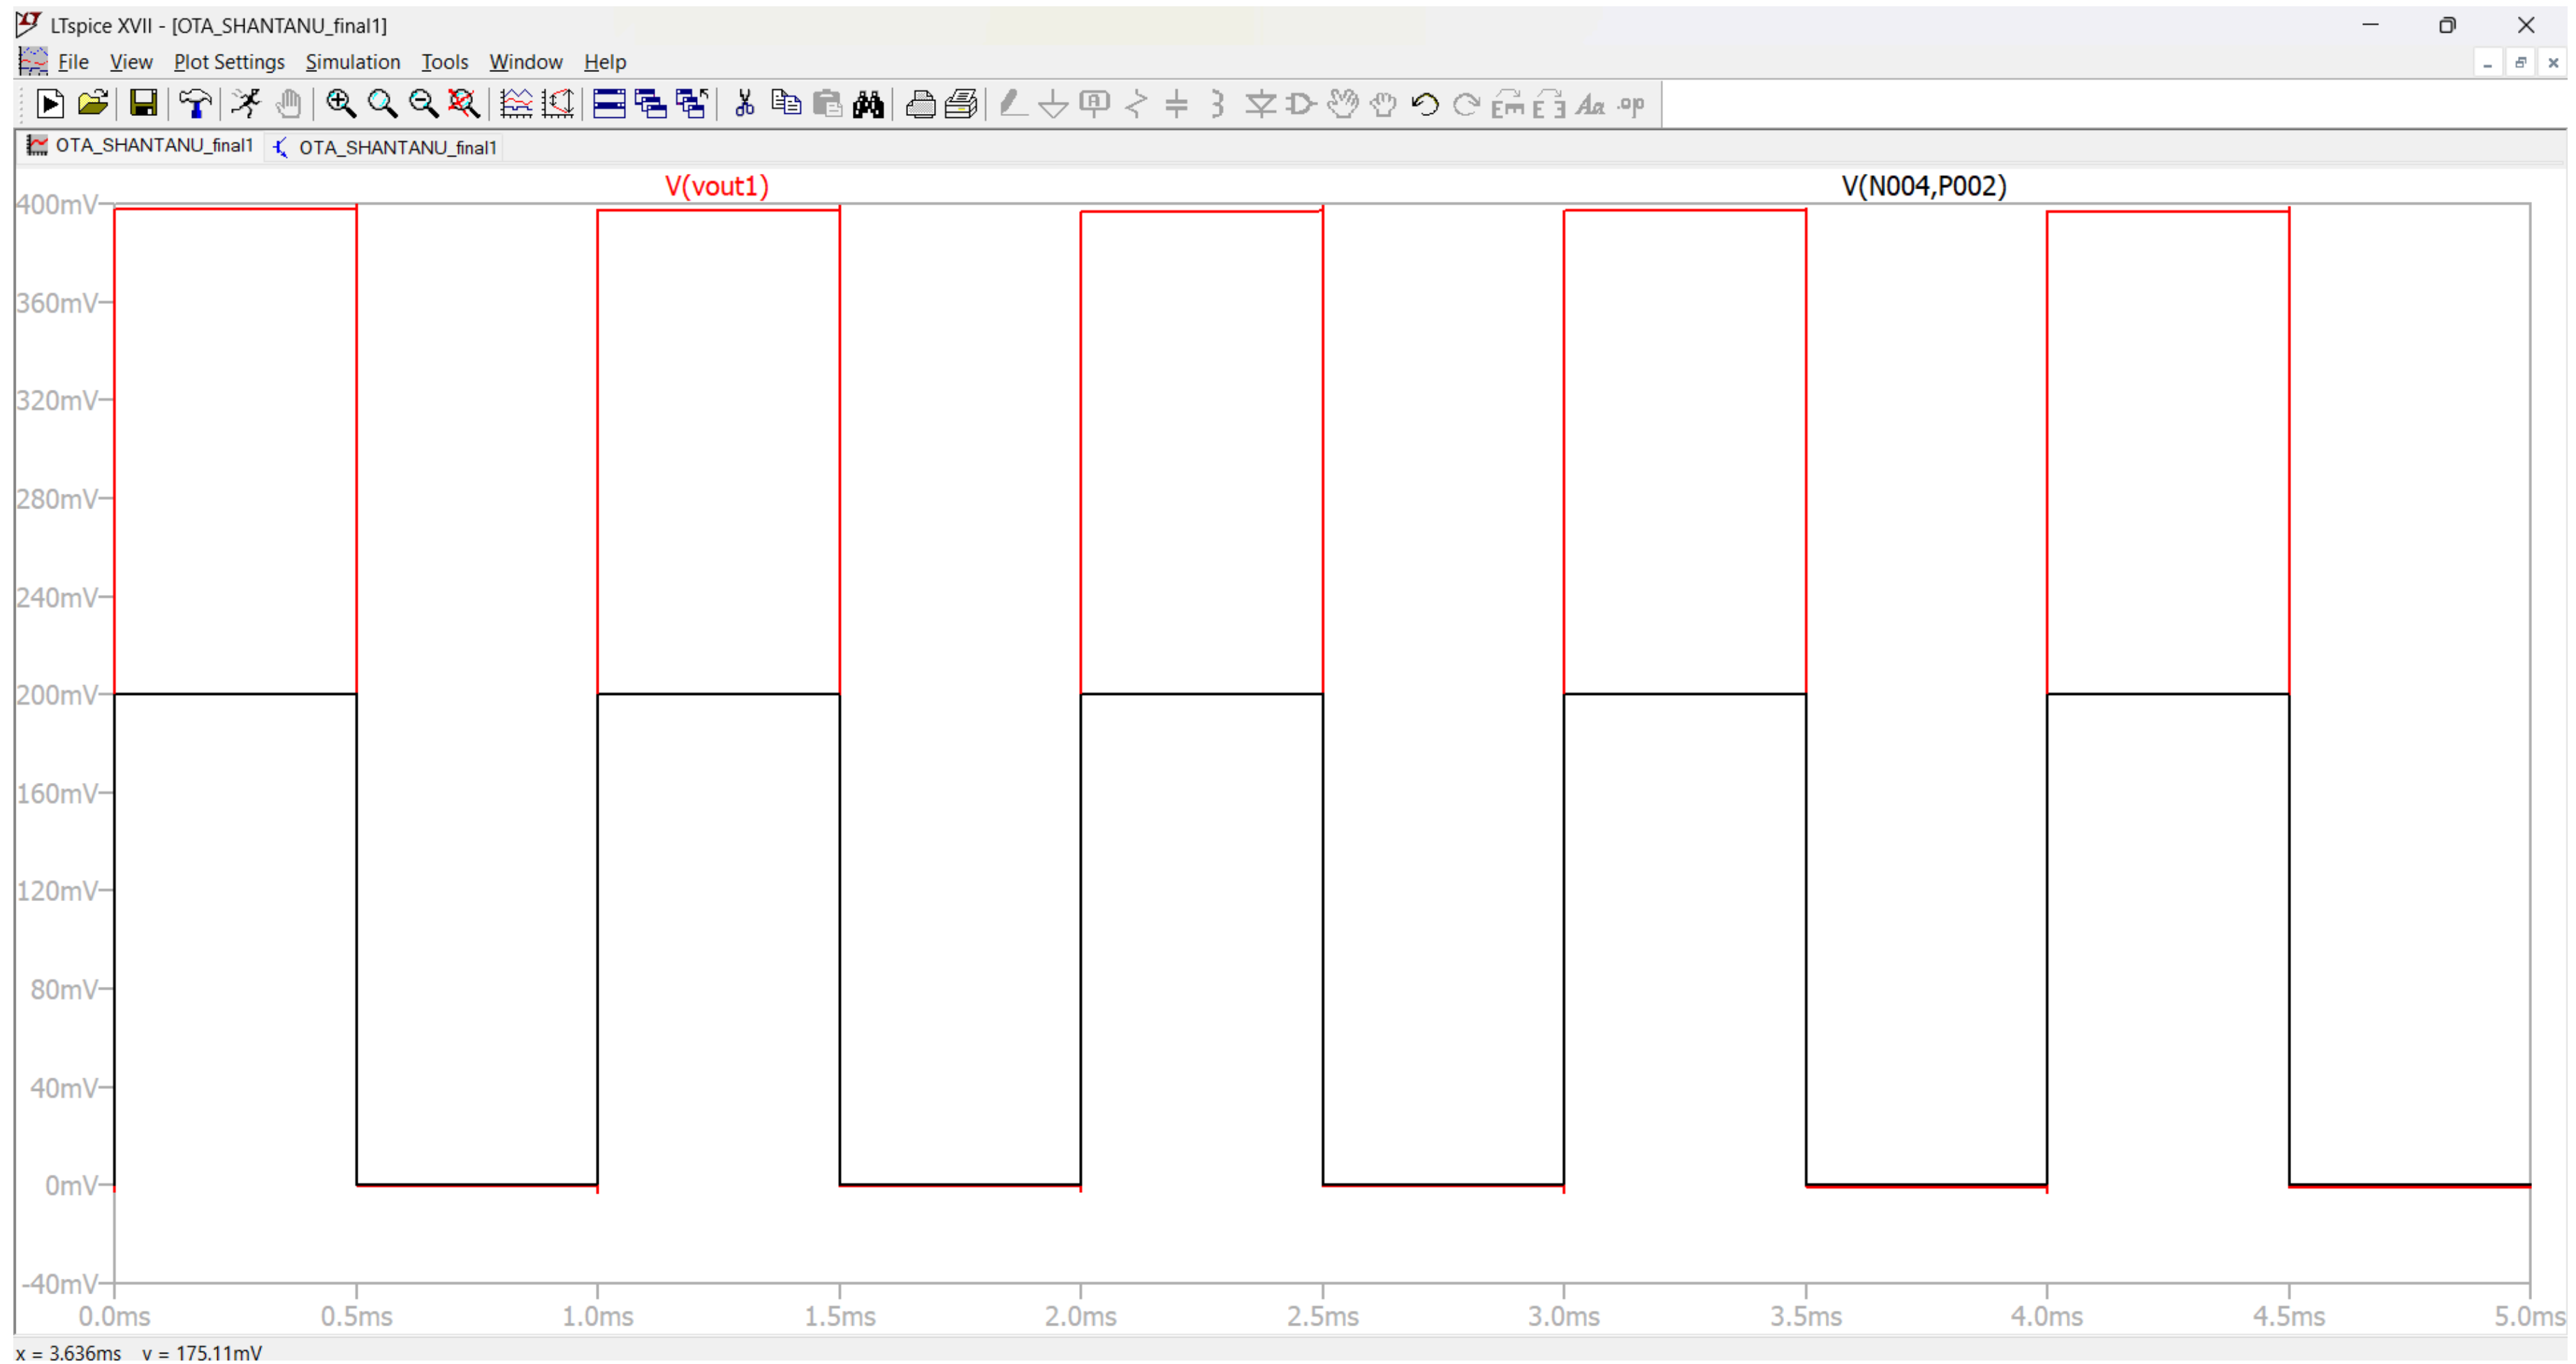 LTspice XVII - [OTA_SHANTANU_final1]
File View Plot Settings Simulation Tools Window Help
OTA_SHANTANU_final1 OTA_SHANTANU_final1
V(vout1) V(N004,P002)
400mV
360mV
320mV
280mV
240mV
200mV
160mV
120mV
80mV
40mV
0mV
-40mV
0.0ms 0.5ms 1.0ms 1.5ms 2.0ms 2.5ms 3.0ms 3.5ms 4.0ms 4.5ms 5.0ms
x = 3.636ms y = 175.11mV